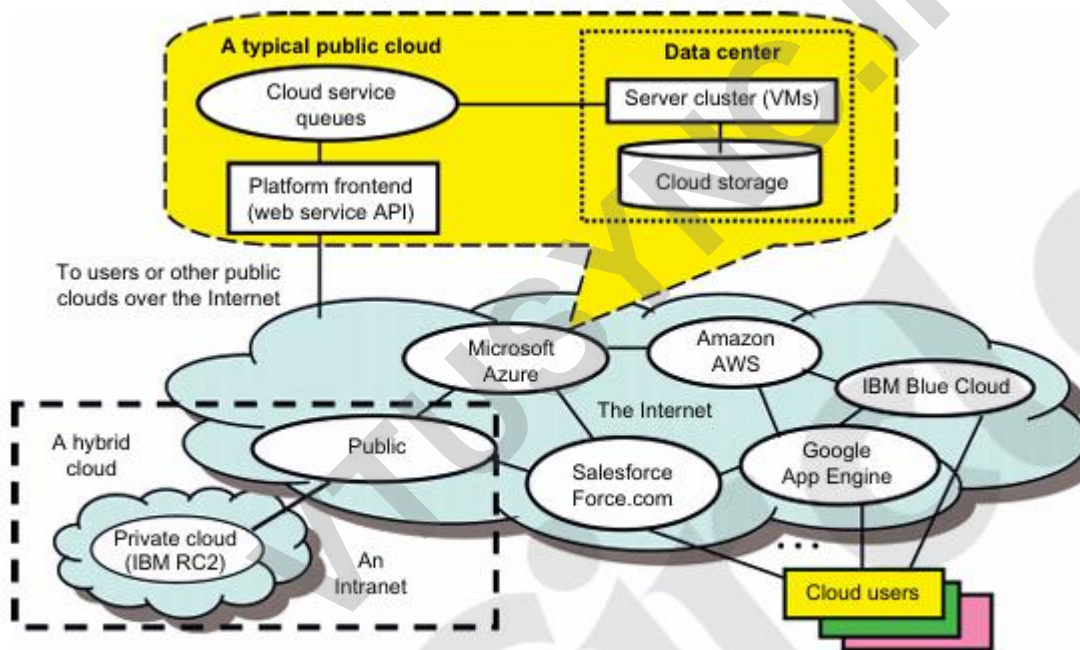 A typical public cloud
Data center
Cloud service
queues
Server cluster (VMs)
Platform frontend
(web service API)
Cloud storage
To users or other public
clouds over the Internet
Microsoft
Azure
Amazon
AWS
IBM Blue Cloud
The Internet
A hybrid
cloud
Public
Salesforce
Force.com
Google
App Engine
Private cloud
(IBM RC2)
An
Intranet
...
Cloud users
VTUSYNC.IN